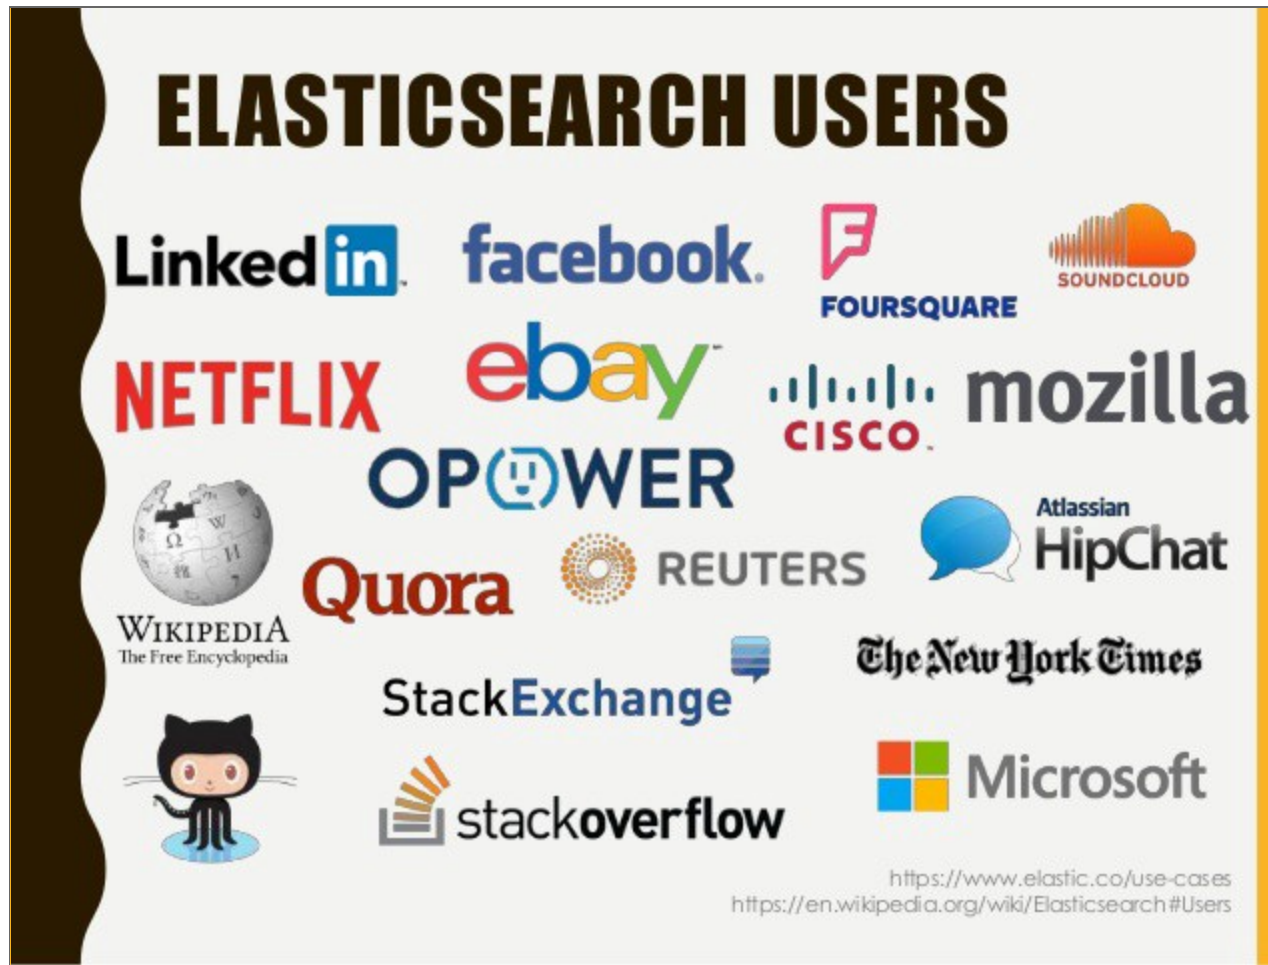 ELASTICSEARCH USERS
Linked in
facebook.
FOURSQUARE
SOUNDCLOUD
NETFLIX
ebay
CISCO
mozilla
OPOWER
WIKIPEDIA
The Free Encyclopedia
Quora
REUTERS
Atlassian
HipChat
StackExchange
The New York Times
stackoverflow
Microsoft
https://www.elastic.co/use-cases
https://en.wikipedia.org/wiki/Elasticsearch#Users